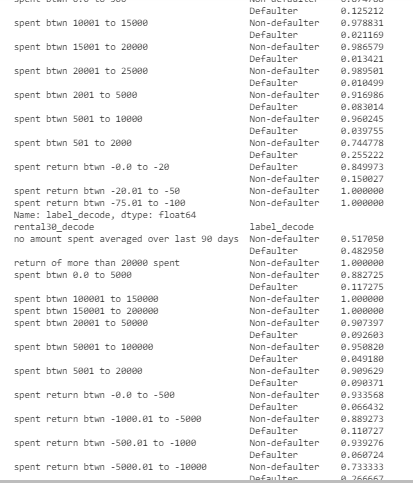 spent btwn 0.0 to 500 Non-defaulter 0.874788
Defaulter 0.125212
spent btwn 10001 to 15000 Non-defaulter 0.978831
Defaulter 0.021169
spent btwn 15001 to 20000 Non-defaulter 0.986579
Defaulter 0.013421
spent btwn 20001 to 25000 Non-defaulter 0.989501
Defaulter 0.010499
spent btwn 2001 to 5000 Non-defaulter 0.916986
Defaulter 0.083014
spent btwn 5001 to 10000 Non-defaulter 0.960245
Defaulter 0.039755
spent btwn 501 to 2000 Non-defaulter 0.744778
Defaulter 0.255222
spent return btwn -0.0 to -20 Defaulter 0.849973
Non-defaulter 0.150027
spent return btwn -20.01 to -50 Non-defaulter 1.000000
spent return btwn -75.01 to -100 Non-defaulter 1.000000
Name: label_decode, dtype: float64
rental30_decode label_decode
no amount spent averaged over last 90 days Non-defaulter 0.517050
Defaulter 0.482950
return of more than 20000 spent Non-defaulter 1.000000
spent btwn 0.0 to 5000 Non-defaulter 0.882725
Defaulter 0.117275
spent btwn 100001 to 150000 Non-defaulter 1.000000
spent btwn 150001 to 200000 Non-defaulter 1.000000
spent btwn 20001 to 50000 Non-defaulter 0.907397
Defaulter 0.092603
spent btwn 50001 to 100000 Non-defaulter 0.950820
Defaulter 0.049180
spent btwn 5001 to 20000 Non-defaulter 0.909629
Defaulter 0.090371
spent return btwn -0.0 to -500 Non-defaulter 0.933568
Defaulter 0.066432
spent return btwn -1000.01 to -5000 Non-defaulter 0.889273
Defaulter 0.110727
spent return btwn -500.01 to -1000 Non-defaulter 0.939276
Defaulter 0.060724
spent return btwn -5000.01 to -10000 Non-defaulter 0.733333
Defaulter 0.266667